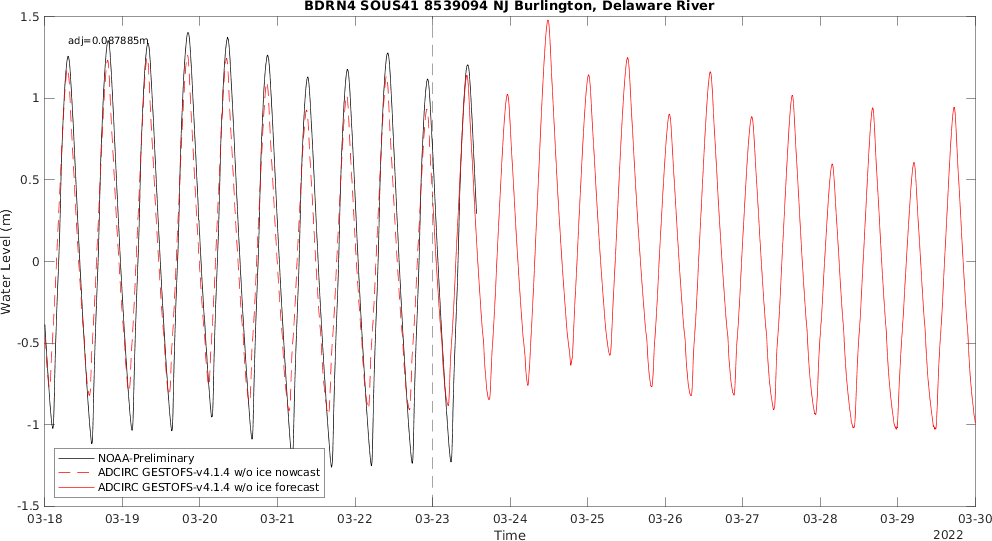 BDRN4 SOUS41 8539094 NJ Burlington, Delaware River
1.5
adj=0.087885m
1
0.5
0
-0.5
-1
-1.5
Water Level (m)
NOAA-Preliminary
ADCIRC GESTOFS-v4.1.4 w/o ice nowcast
ADCIRC GESTOFS-v4.1.4 w/o ice forecast
03-18 03-19 03-20 03-21 03-22 03-23 03-24 03-25 03-26 03-27 03-28 03-29 03-30
Time
2022